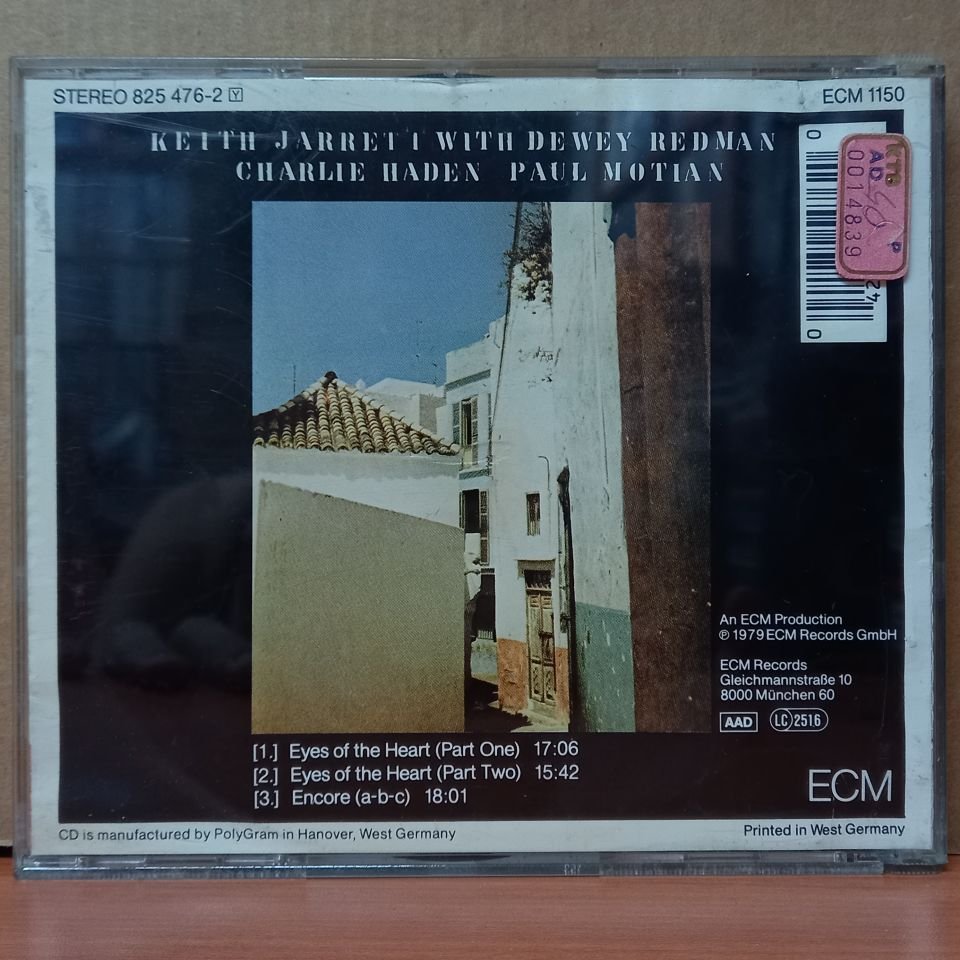 STEREO 825 476-2 Y
ECM 1150
KEITH JARRETT WITH DEWEY REDMAN
CHARLIE HADEN PAUL MOTIAN
0
AD
0014839
0
An ECM Production
℗ 1979 ECM Records GmbH
ECM Records
Gleichmannstraße 10
8000 München 60
AAD
LC 2516
[1.] Eyes of the Heart (Part One) 17:06
[2.] Eyes of the Heart (Part Two) 15:42
[3.] Encore (a-b-c) 18:01
ECM
CD is manufactured by PolyGram in Hanover, West Germany
Printed in West Germany